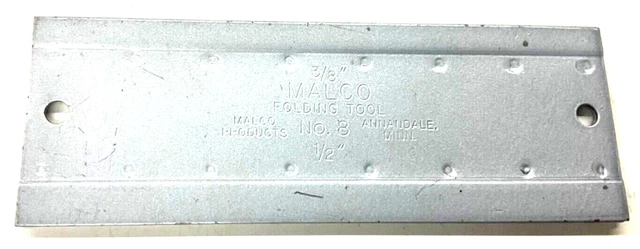 3/8"
MALCO
FOLDING TOOL
MALCO PRODUCTS No. 8 ANNANDALE, MINN.
1/2"